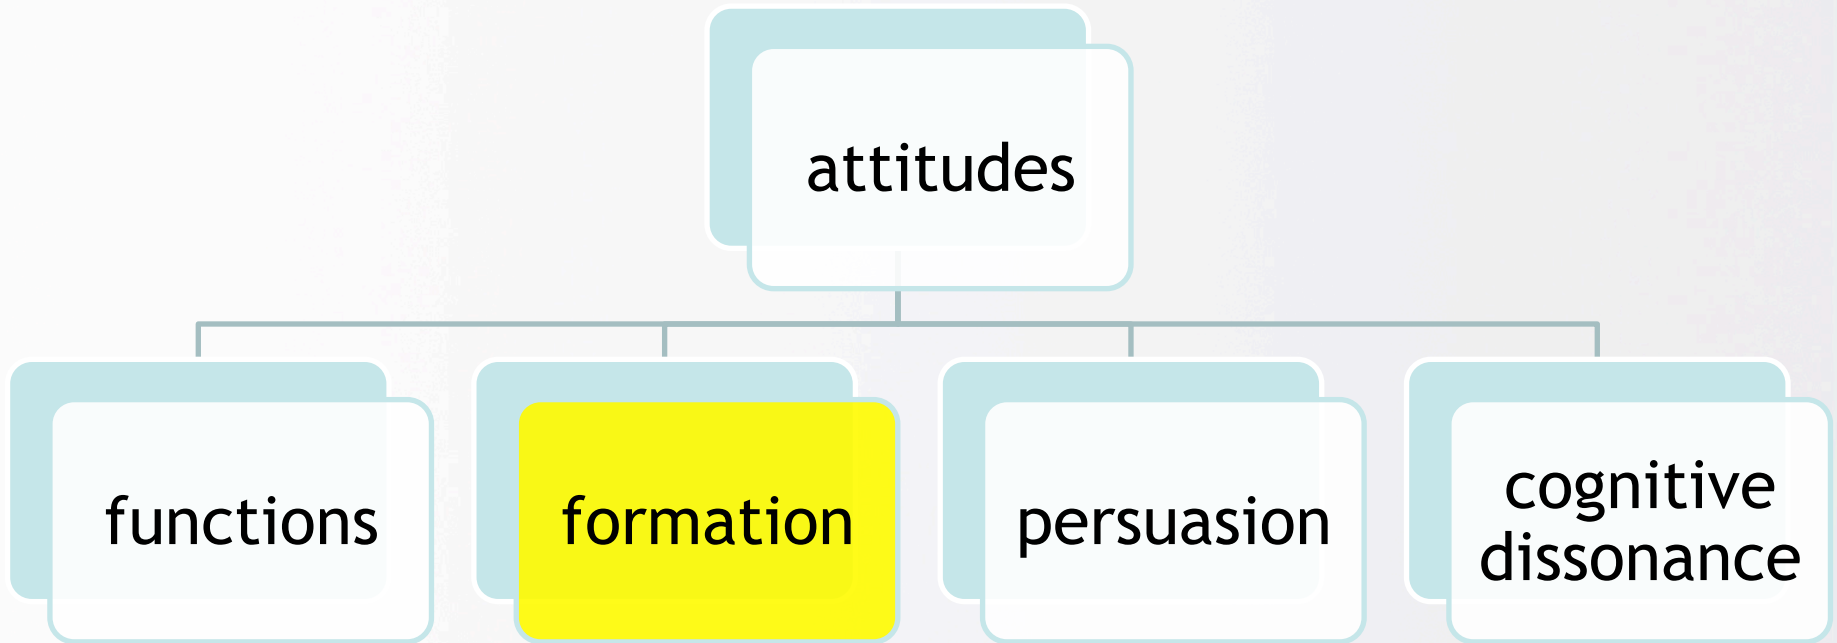 attitudes
functions
formation
persuasion
cognitive
dissonance